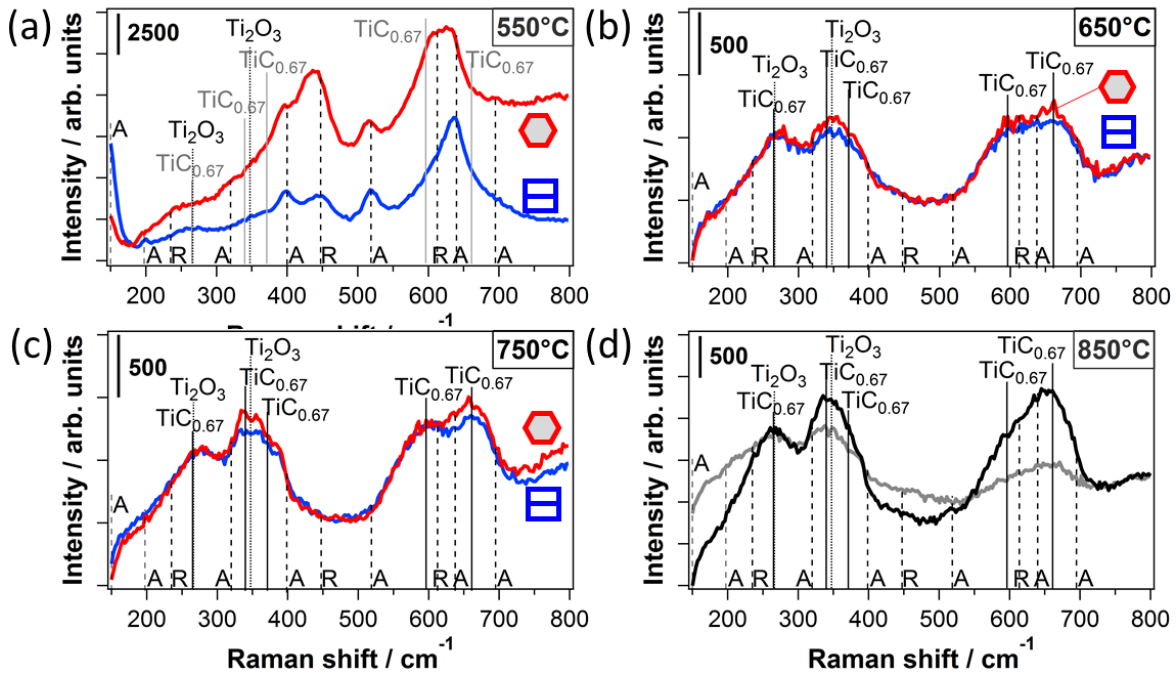 (a)
2500
550°C
Ti₂O₃
TiC₀.₆₇
TiC₀.₆₇
TiC₀.₆₇
TiC₀.₆₇
Ti₂O₃
TiC₀.₆₇
A
A R A A R A R A A
200 300 400 500 600 700 800
Intensity / arb. units
(b)
500
650°C
Ti₂O₃
TiC₀.₆₇
TiC₀.₆₇
TiC₀.₆₇
TiC₀.₆₇
Ti₂O₃
TiC₀.₆₇
A
A R A A R A R A A
200 300 400 500 600 700 800
Intensity / arb. units
(c)
500
750°C
Ti₂O₃
TiC₀.₆₇
TiC₀.₆₇
TiC₀.₆₇
TiC₀.₆₇
Ti₂O₃
TiC₀.₆₇
A
A R A A R A R A A
200 300 400 500 600 700 800
Intensity / arb. units
Raman shift / cm⁻¹
(d)
500
850°C
Ti₂O₃
TiC₀.₆₇
TiC₀.₆₇
TiC₀.₆₇
TiC₀.₆₇
Ti₂O₃
TiC₀.₆₇
A
A R A A R A R A A
200 300 400 500 600 700 800
Intensity / arb. units
Raman shift / cm⁻¹